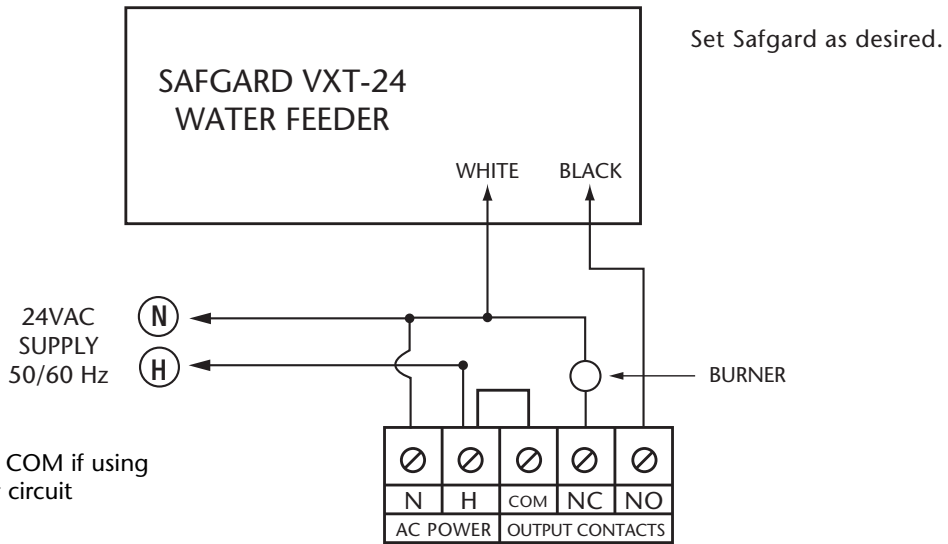 Set Safgard as desired.
SAFGARD VXT-24
WATER FEEDER
WHITE
BLACK
24VAC
SUPPLY
50/60 Hz
N
H
BURNER
COM if using
circuit
N
H
COM
NC
NO
AC POWER
OUTPUT CONTACTS